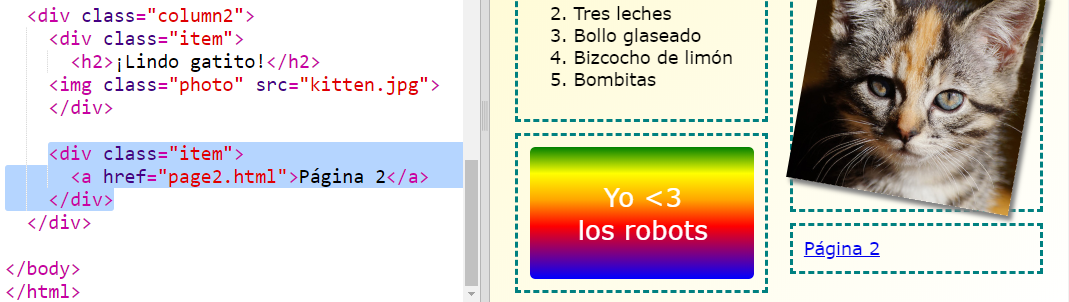 <div class="column2">
<div class="item">
<h2>¡Lindo gatito!</h2>
<img class="photo" src="kitten.jpg">
</div>
<div class="item">
<a href="page2.html">Página 2</a>
</div>
</div>
</body>
</html>
2. Tres leches
3. Bollo glaseado
4. Bizcocho de limón
5. Bombitas
Yo <3
los robots
Página 2